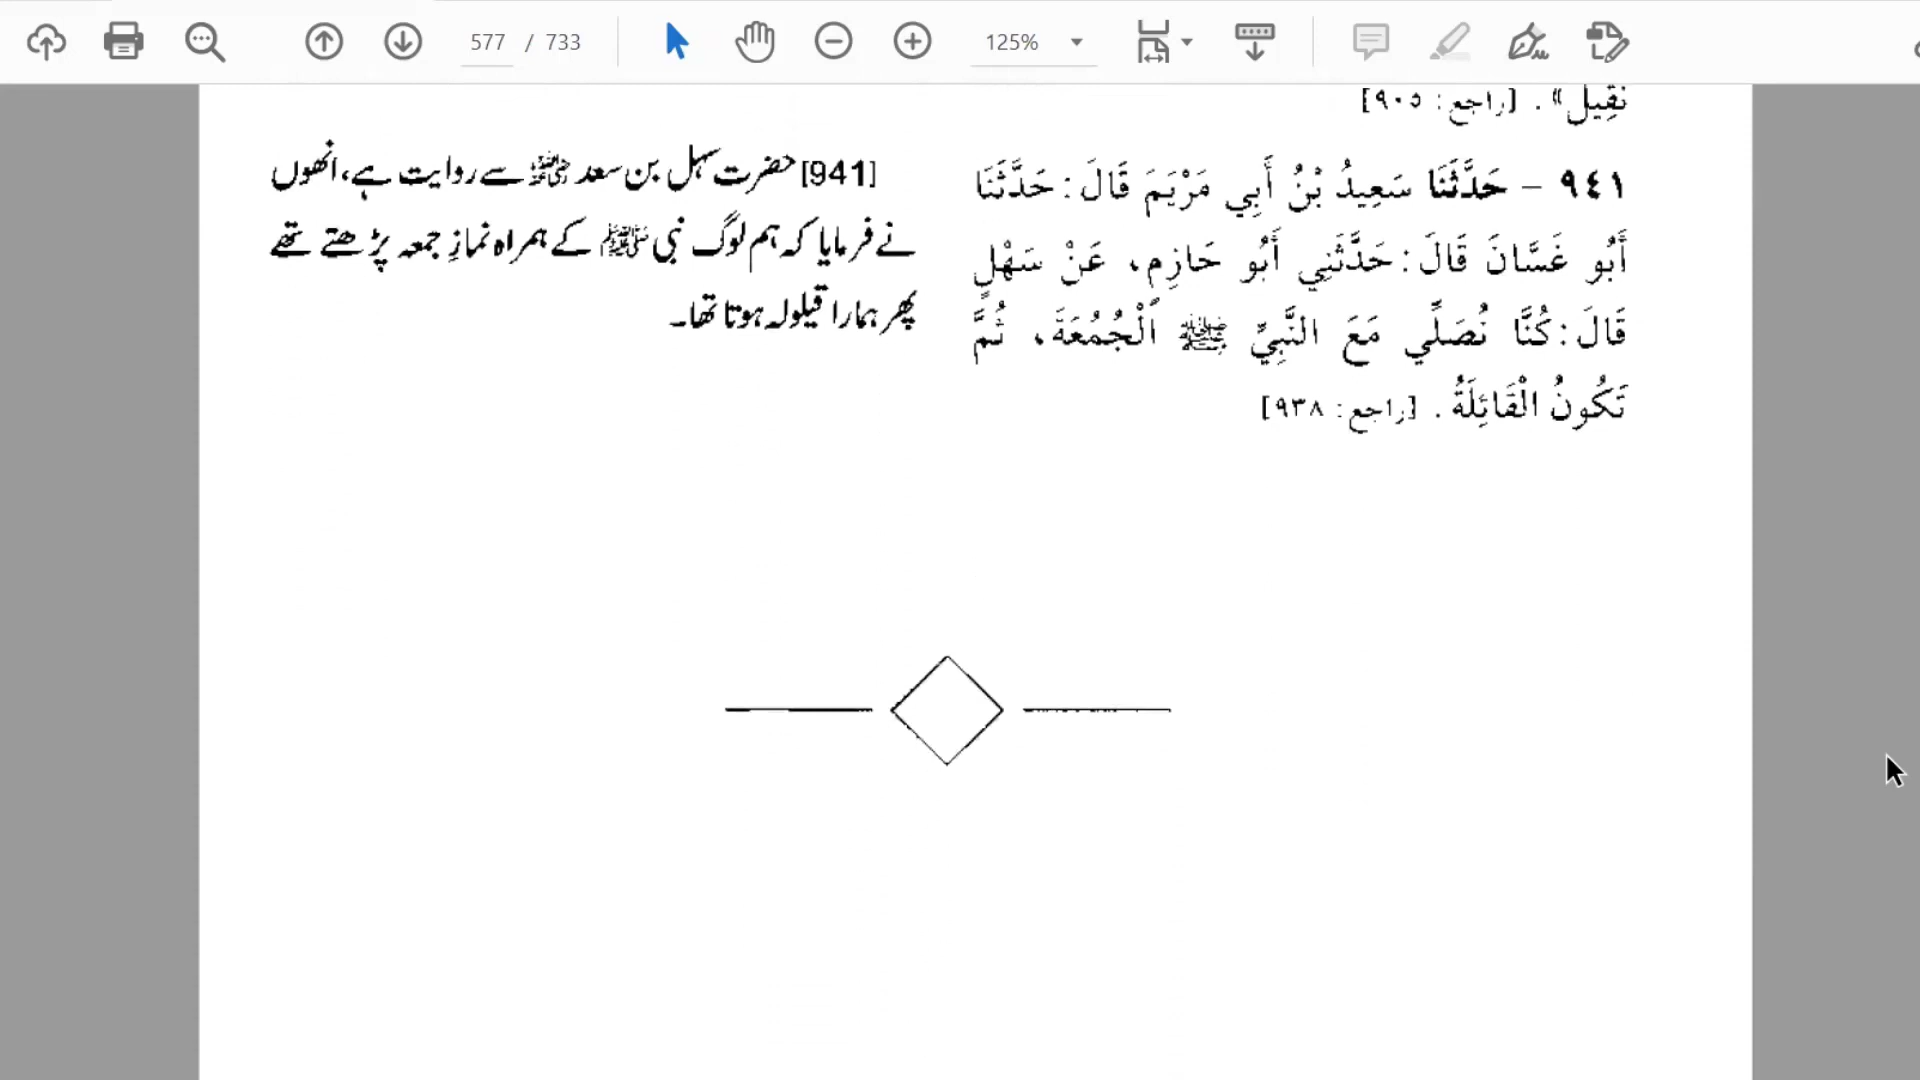 577 / 733
125%
نَقِيلُ» . [راجع: ٩٠٥]
٩٤١ – حَدَّثَنَا سَعِيدُ بْنُ أَبِي مَرْيَمَ قَالَ: حَدَّثَنَا
أَبُو غَسَّانَ قَالَ: حَدَّثَنِي أَبُو حَازِمٍ، عَنْ سَهْلٍ
قَالَ: كُنَّا نُصَلِّي مَعَ النَّبِيِّ ﷺ الْجُمُعَةَ، ثُمَّ
تَكُونُ الْقَائِلَةُ . [راجع: ٩٣٨]
[941] حضرت سہل بن سعد ؓ سے روایت ہے، انھوں
نے فرمایا کہ ہم لوگ نبی ﷺ کے ہمراہ نمازِ جمعہ پڑھتے تھے
پھر ہمارا قیلولہ ہوتا تھا۔